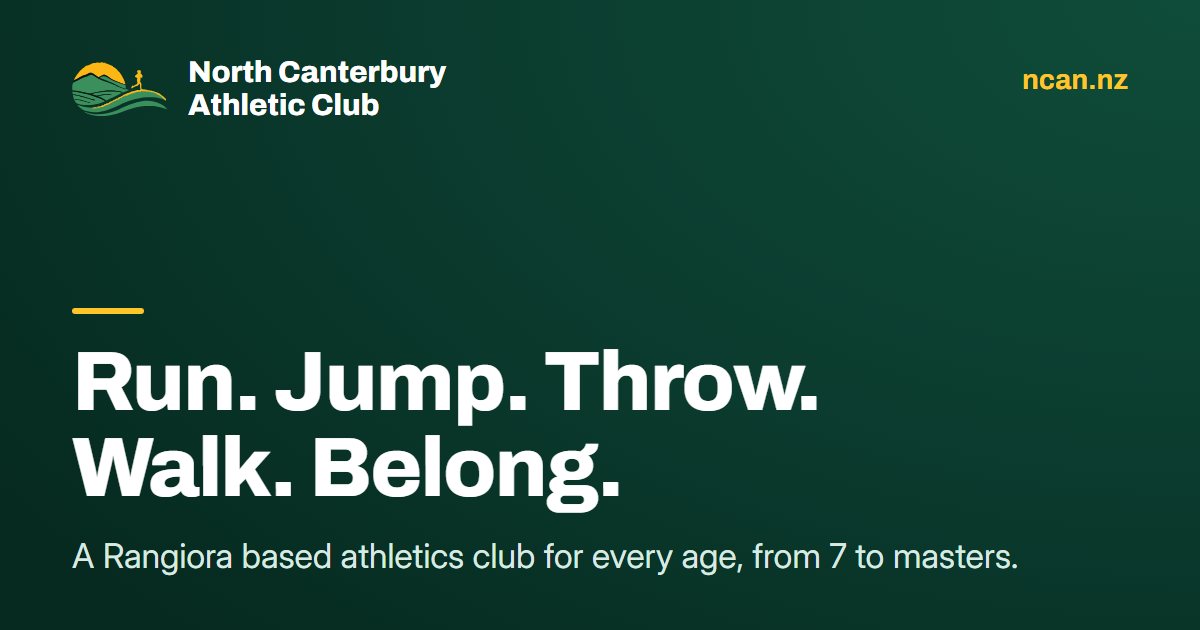 North Canterbury
Athletic Club
ncan.nz
Run. Jump. Throw.
Walk. Belong.
A Rangiora based athletics club for every age, from 7 to masters.